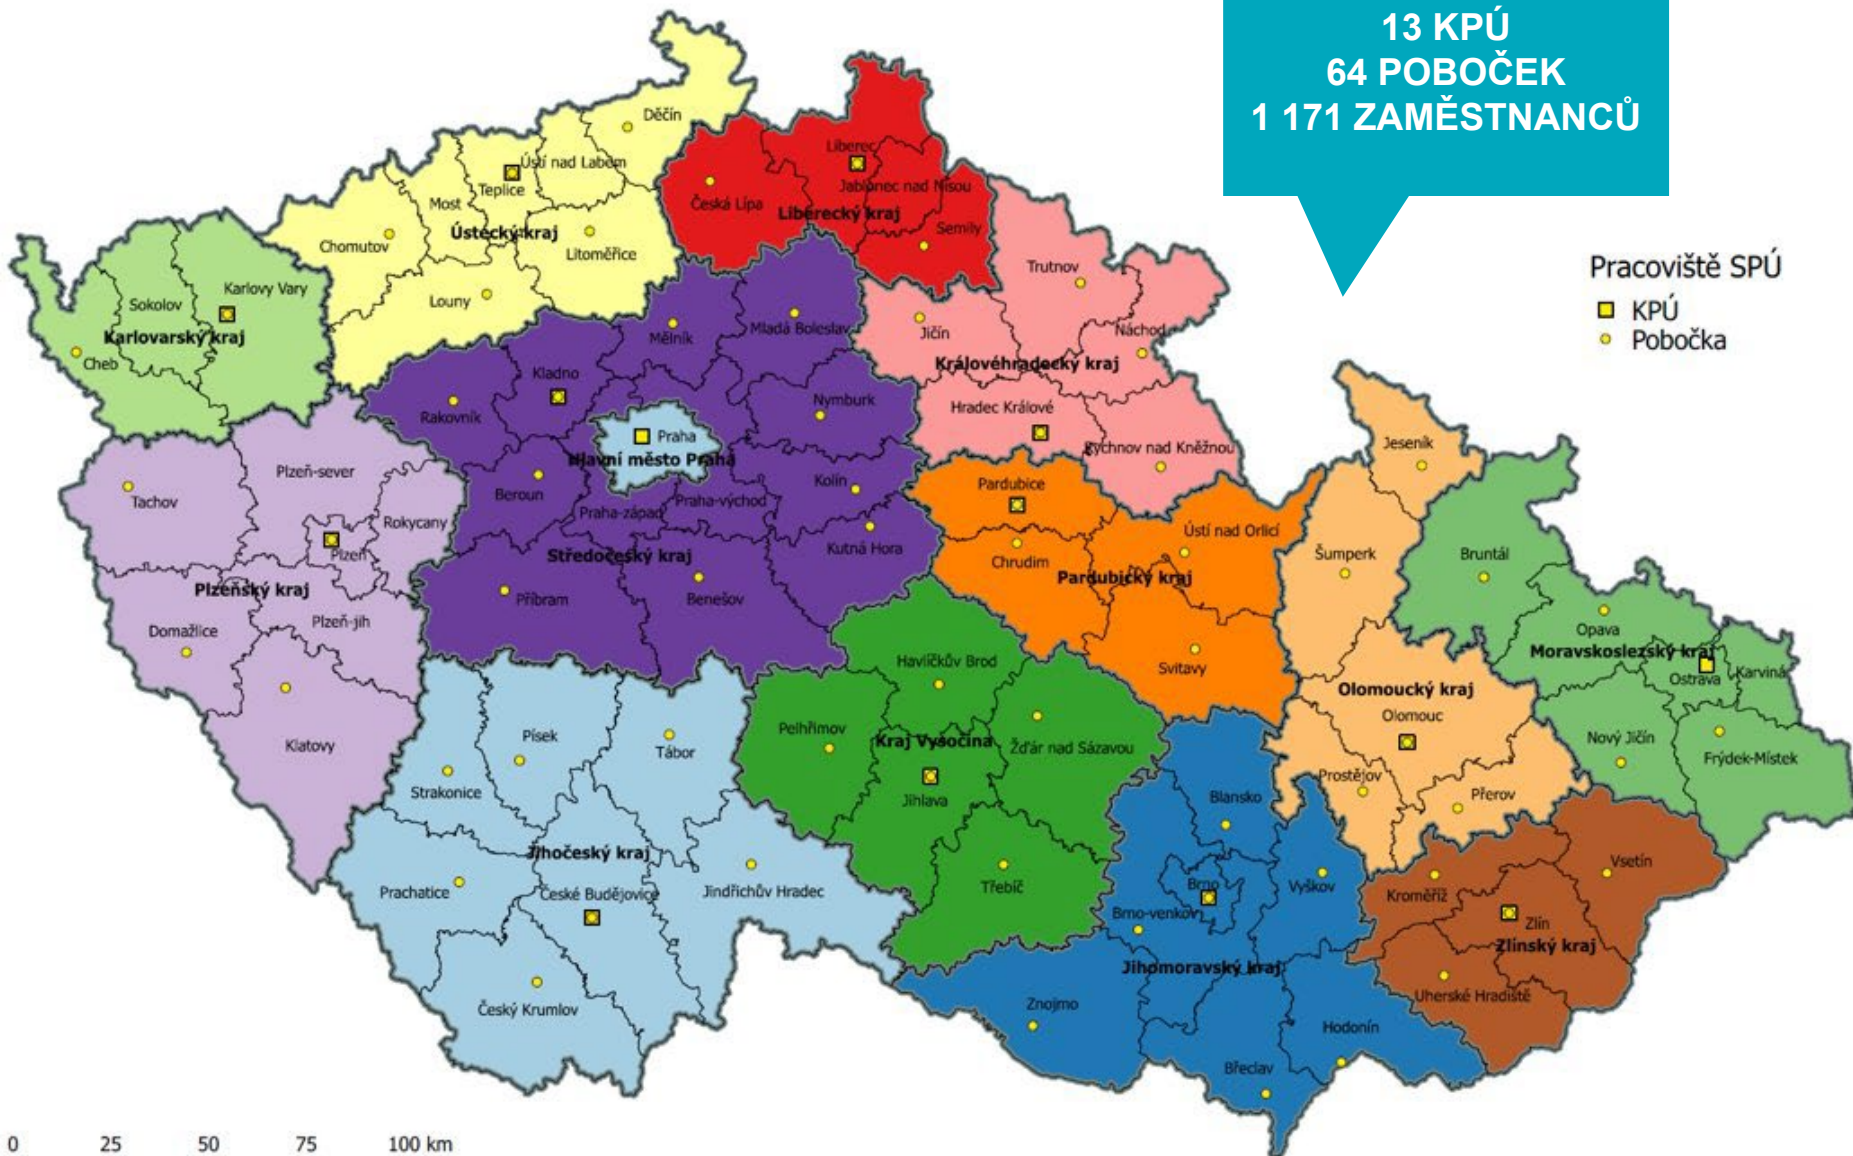 13 KPÚ
64 POBOČEK
1 171 ZAMĚSTNANCŮ
Pracoviště SPÚ
KPÚ
Pobočka
Děčín
Ústí nad Labem
Teplice
Most
Ústecký kraj
Chomutov
Litoměřice
Louny
Liberec
Jablonec nad Nisou
Česká Lípa
Liberecký kraj
Semily
Karlovy Vary
Sokolov
Karlovarský kraj
Cheb
Trutnov
Jičín
Náchod
Královéhradecký kraj
Hradec Králové
Rychnov nad Kněžnou
Mělník
Mladá Boleslav
Kladno
Rakovník
Nymburk
Praha
Hlavní město Praha
Beroun
Kolín
Praha-západ
Praha-východ
Středočeský kraj
Kutná Hora
Příbram
Benešov
Tachov
Plzeň-sever
Rokycany
Plzeň
Plzeňský kraj
Plzeň-jih
Domažlice
Klatovy
Pardubice
Ústí nad Orlicí
Chrudim
Pardubický kraj
Svitavy
Jeseník
Šumperk
Olomoucký kraj
Olomouc
Prostějov
Přerov
Bruntál
Opava
Moravskoslezský kraj
Ostrava
Karviná
Nový Jičín
Frýdek-Místek
Havlíčkův Brod
Pelhřimov
Kraj Vysočina
Žďár nad Sázavou
Jihlava
Třebíč
Písek
Tábor
Strakonice
Jihočeský kraj
Prachatice
České Budějovice
Jindřichův Hradec
Český Krumlov
Blansko
Brno
Vyškov
Brno-venkov
Jihomoravský kraj
Znojmo
Hodonín
Břeclav
Vsetín
Kroměříž
Zlín
Zlínský kraj
Uherské Hradiště
0 25 50 75 100 km